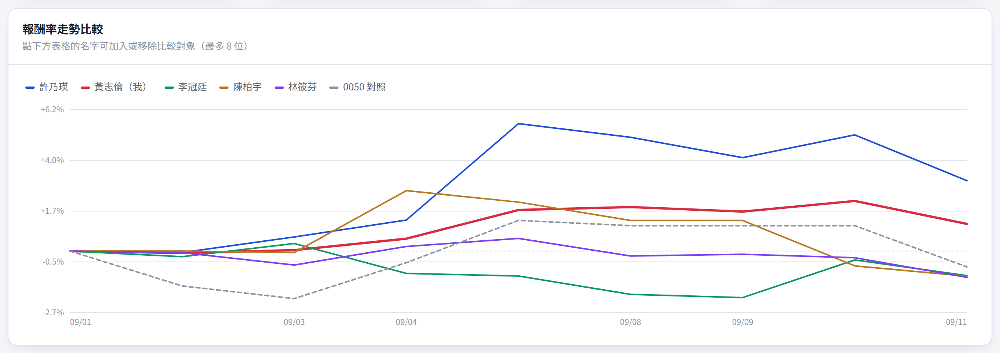 報酬率走勢比較
點下方表格的名字可加入或移除比較對象（最多 8 位）
許乃瑛 黃志倫（我） 李冠廷 陳柏宇 林筱芬 0050 對照
+6.2%
+4.0%
+1.7%
-0.5%
-2.7%
09/01 09/03 09/04 09/08 09/09 09/11